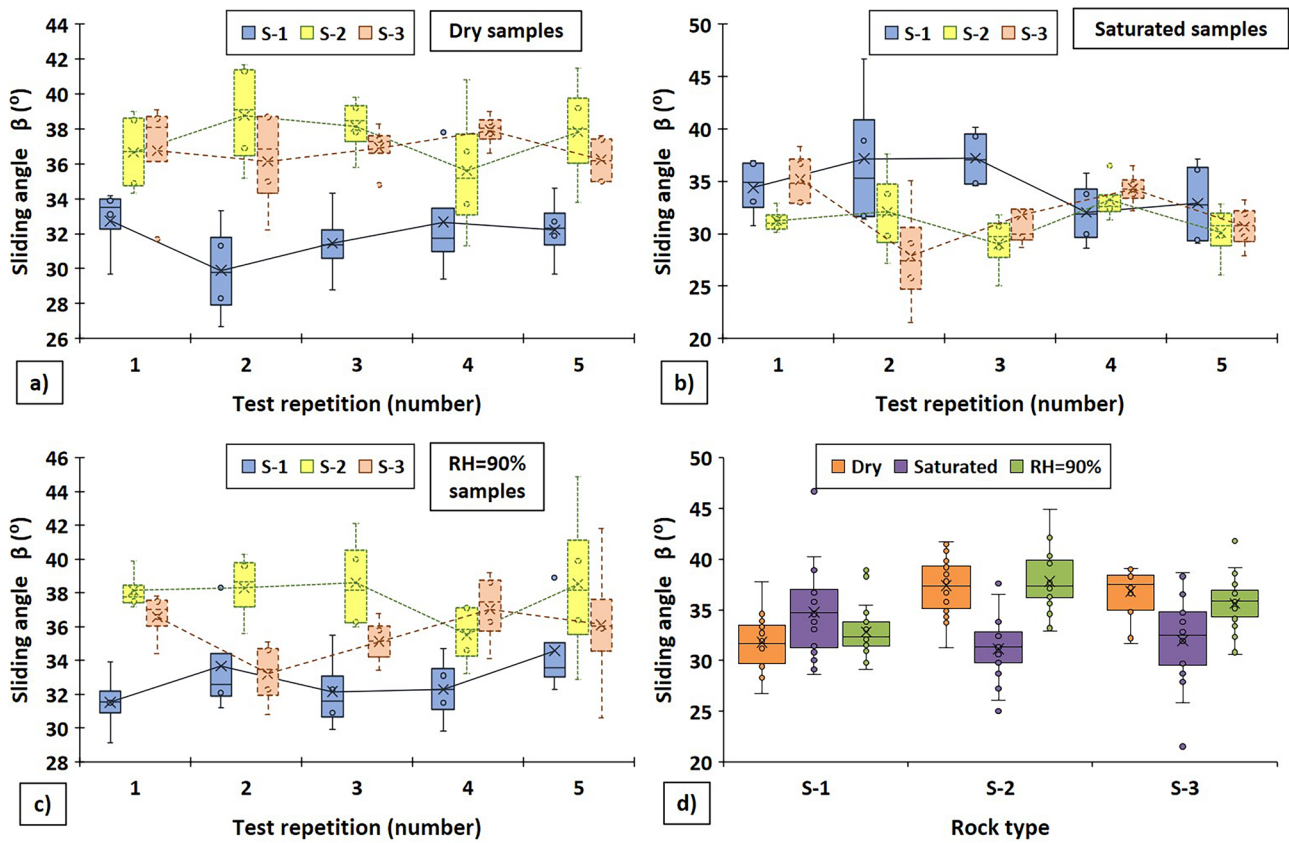 S-1 S-2 S-3
Dry samples
Sliding angle β (º)
44
42
40
38
36
34
32
30
28
26
1 2 3 4 5
Test repetition (number)
a)
S-1 S-2 S-3
Saturated samples
Sliding angle β (º)
50
45
40
35
30
25
20
1 2 3 4 5
Test repetition (number)
b)
S-1 S-2 S-3
RH=90%
samples
Sliding angle β (º)
46
44
42
40
38
36
34
32
30
28
1 2 3 4 5
Test repetition (number)
c)
Dry Saturated RH=90%
Sliding angle β (º)
50
45
40
35
30
25
20
S-1 S-2 S-3
Rock type
d)